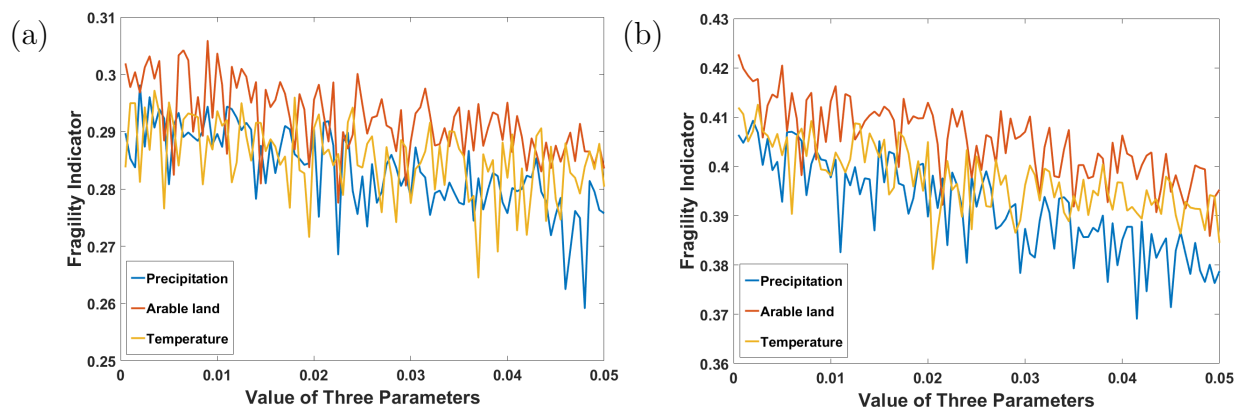 (a)
Fragility Indicator
0.31
0.3
0.29
0.28
0.27
0.26
0.25
Precipitation
Arable land
Temperature
0
0.01
0.02
0.03
0.04
0.05
Value of Three Parameters
(b)
Fragility Indicator
0.43
0.42
0.41
0.4
0.39
0.38
0.37
0.36
Precipitation
Arable land
Temperature
0
0.01
0.02
0.03
0.04
0.05
Value of Three Parameters